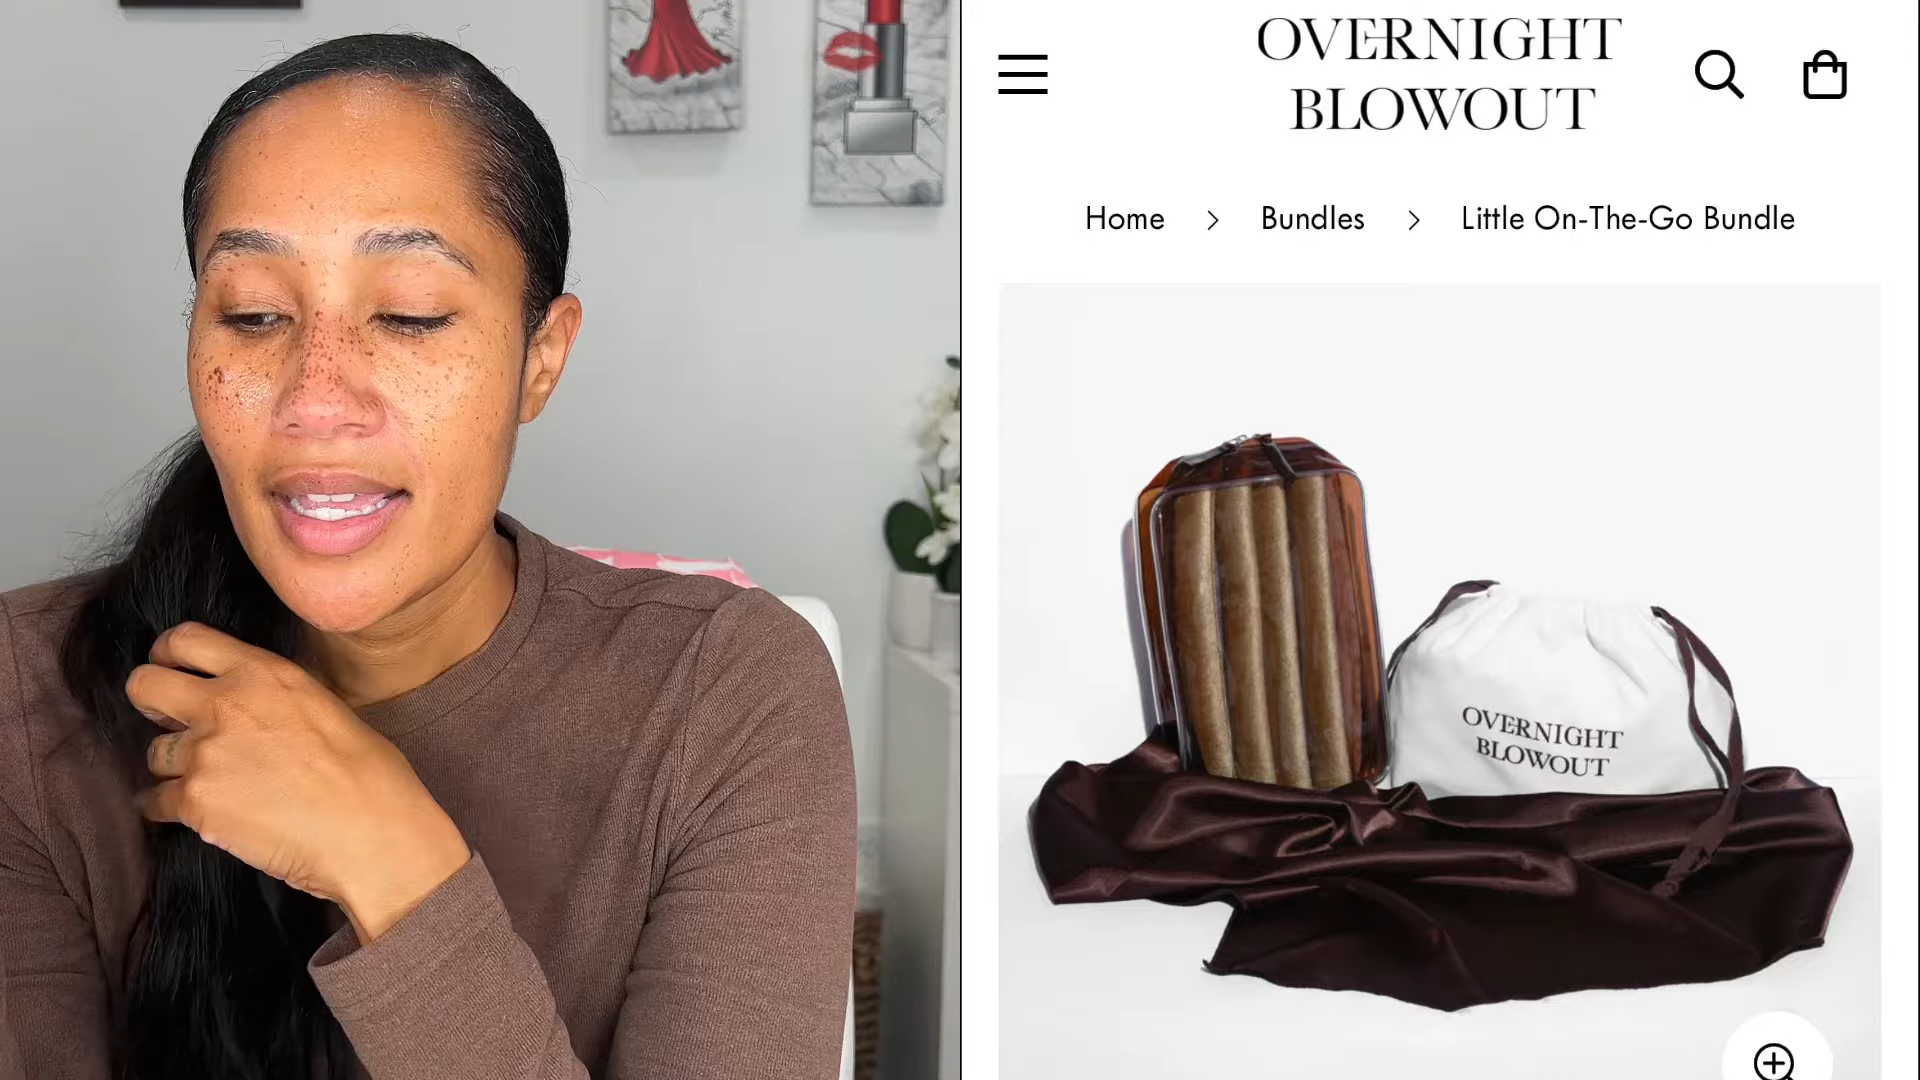 OVERNIGHT
BLOWOUT
Home > Bundles > Little On-The-Go Bundle
OVERNIGHT
BLOWOUT